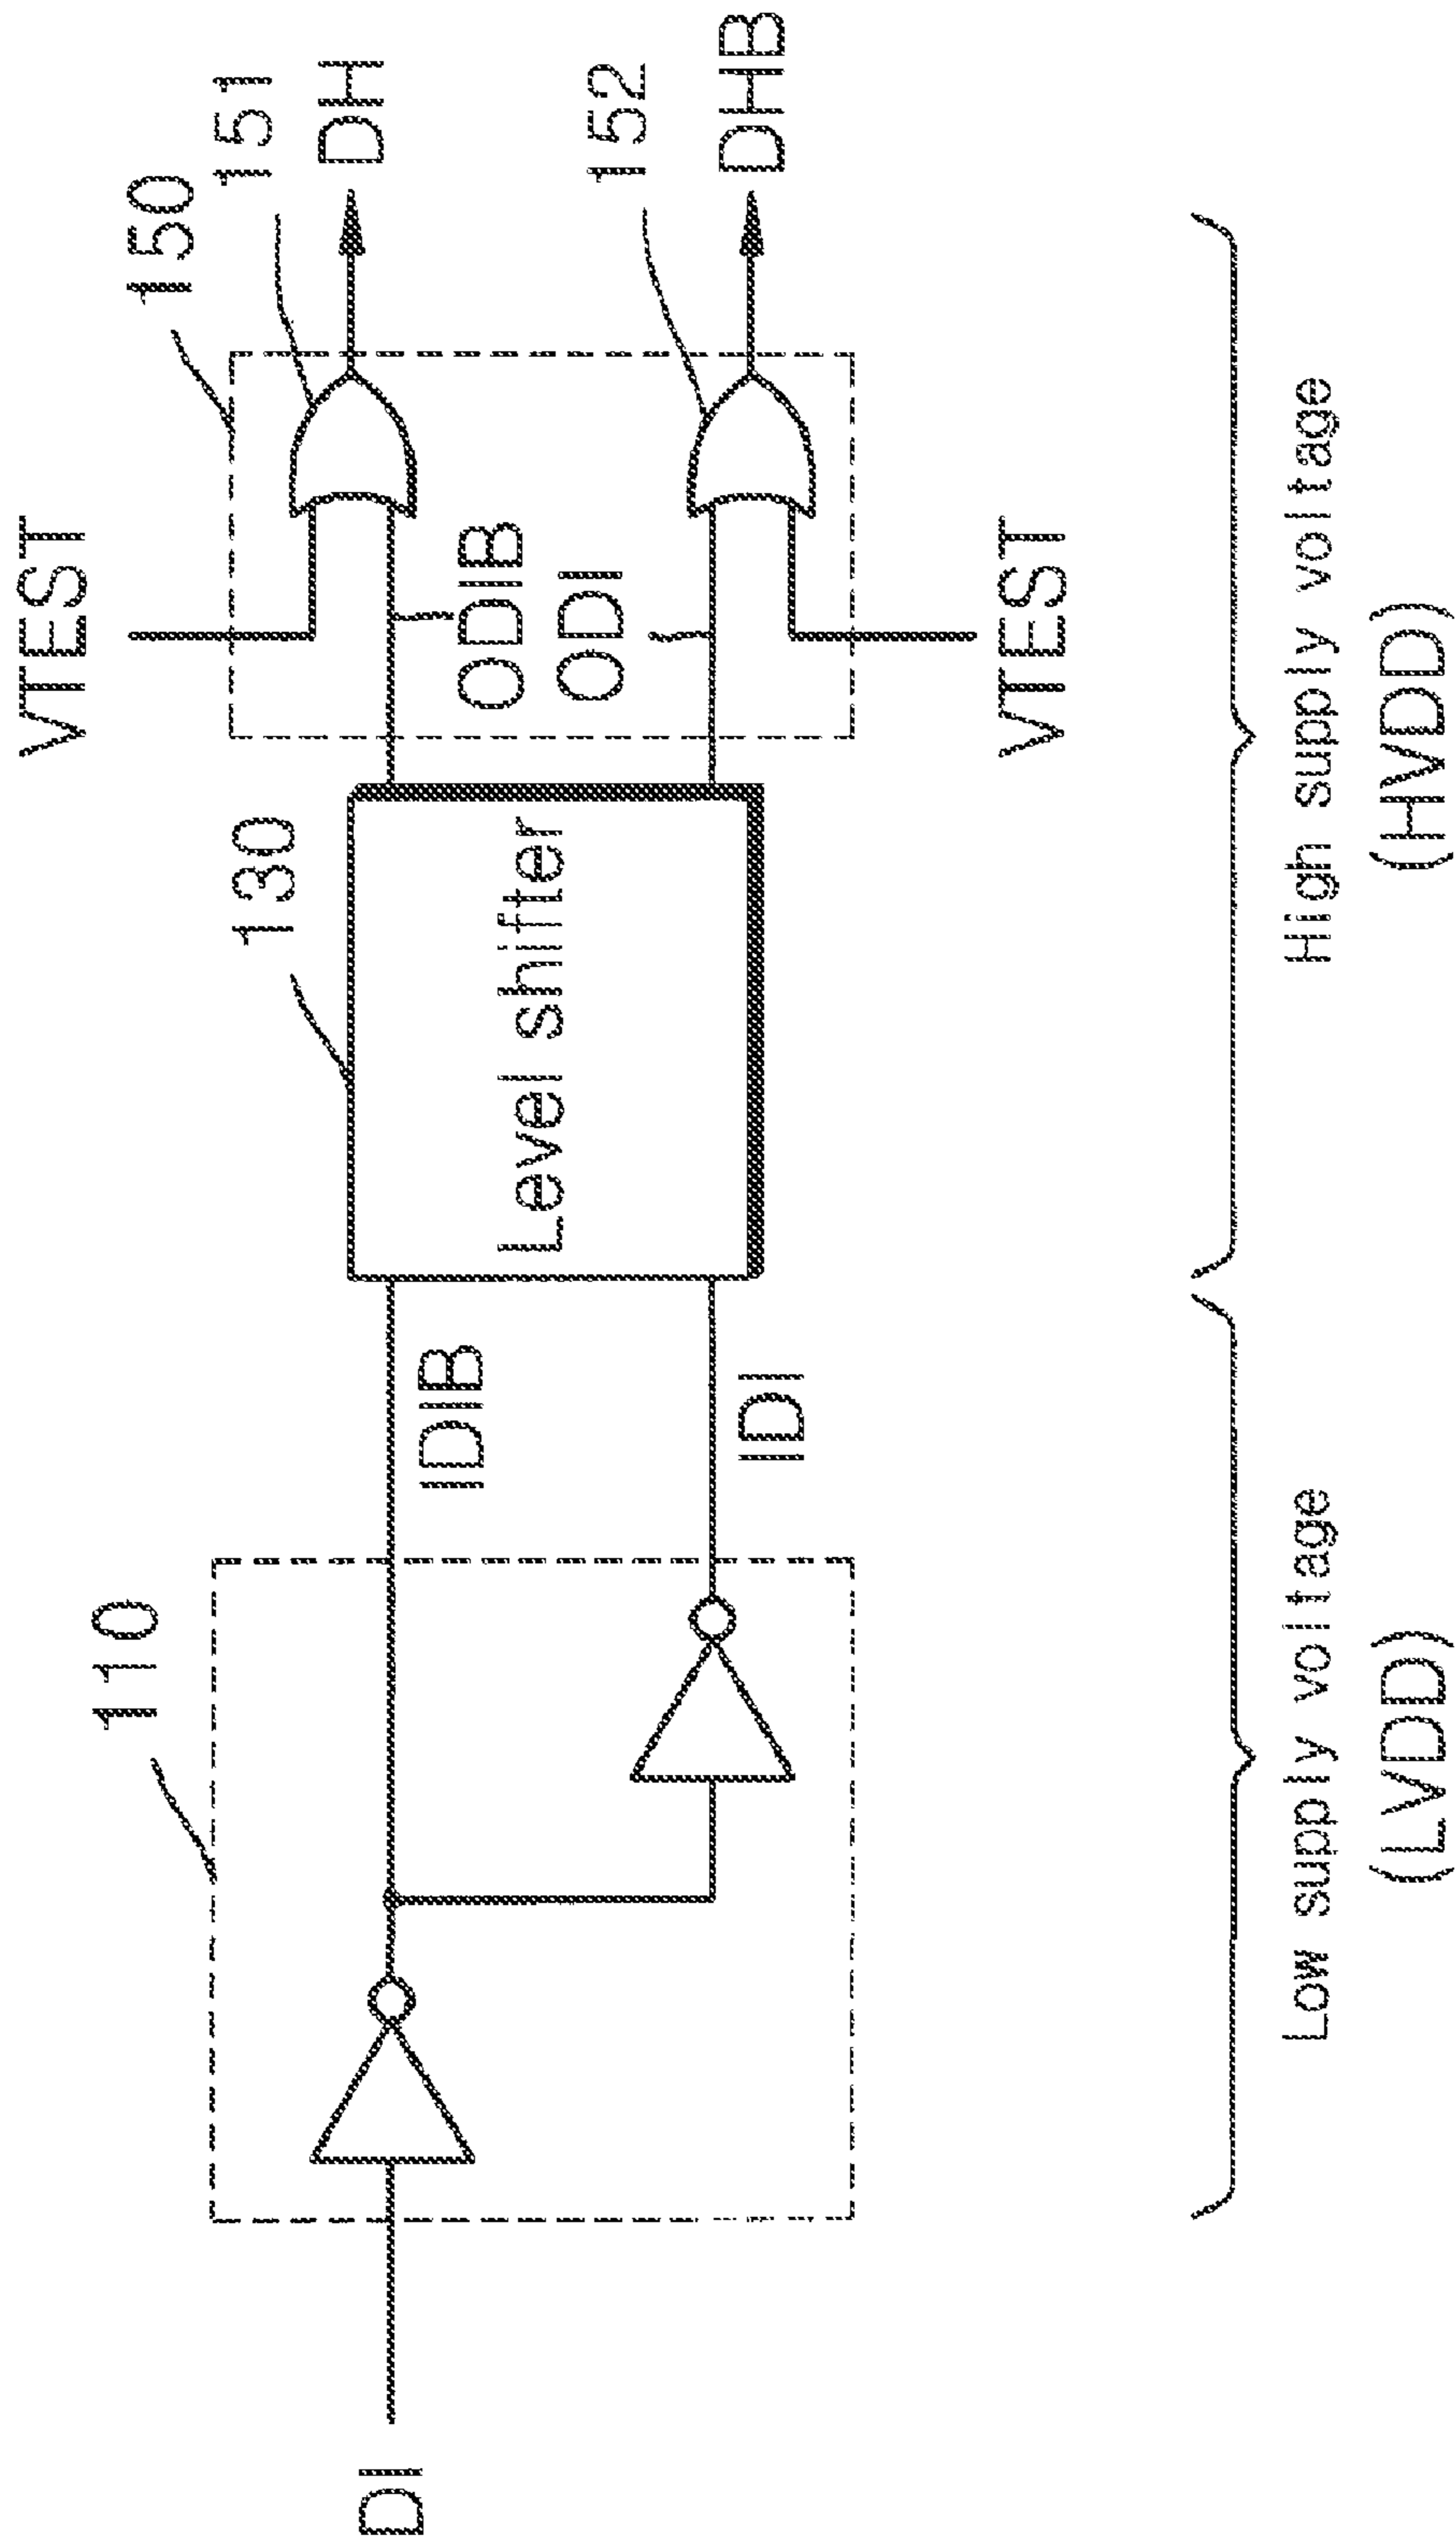 VTEST
150
151
DH
110
130
ODIB
ODI
152
DHB
DI
IDIB
Level shifter
IDI
VTEST
Low supply voltage
(LVDD)
High supply voltage
(HVDD)